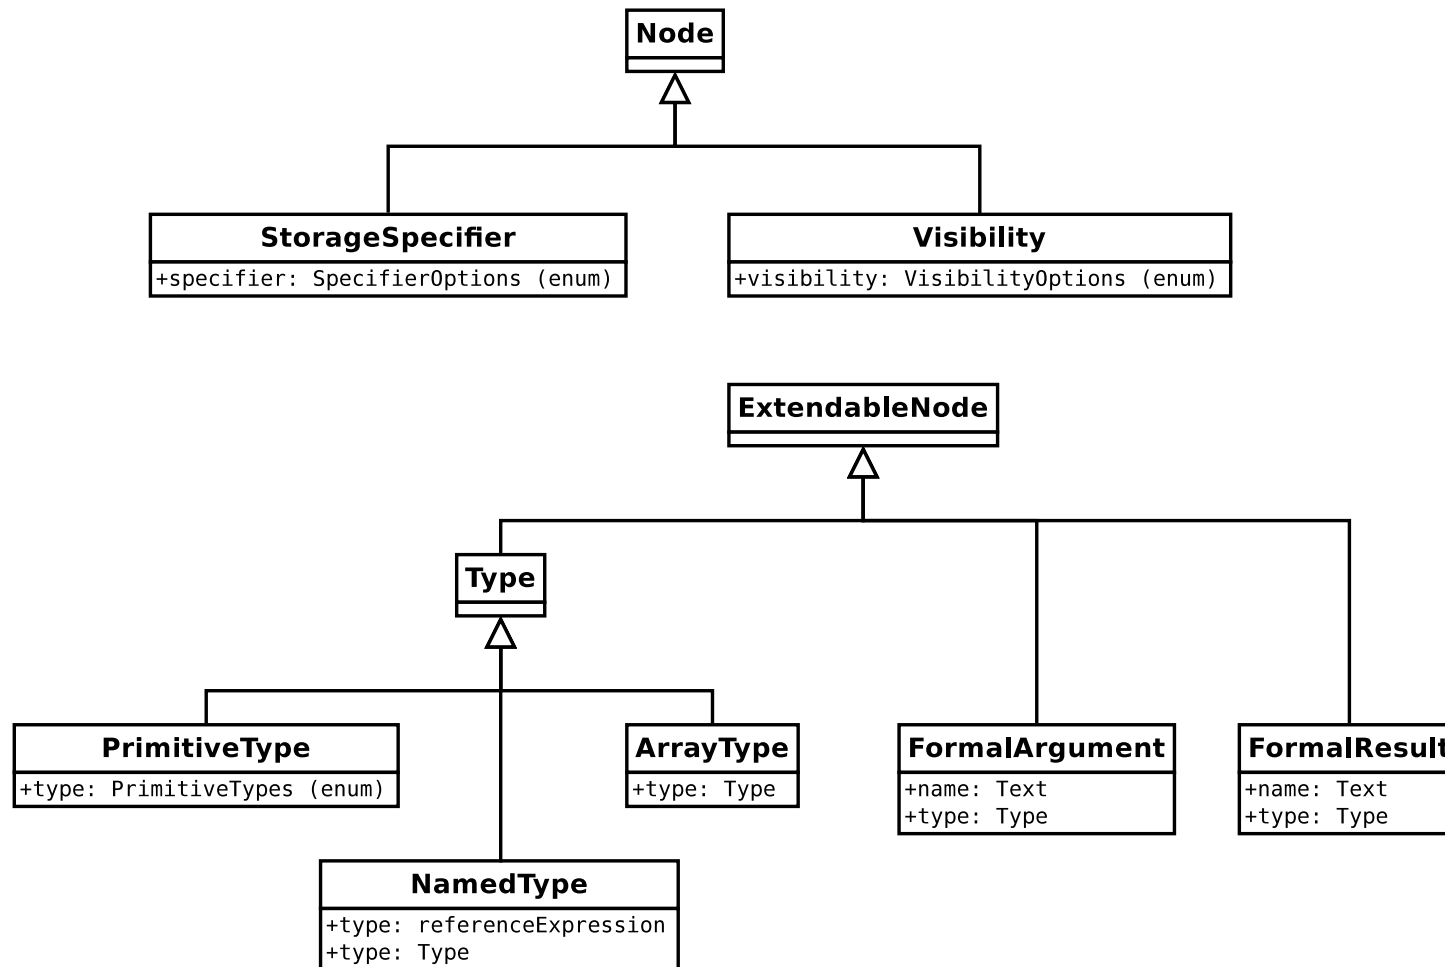 Node
StorageSpecifier
+specifier: SpecifierOptions (enum)
Visibility
+visibility: VisibilityOptions (enum)
ExtendableNode
Type
PrimitiveType
+type: PrimitiveTypes (enum)
ArrayType
+type: Type
FormalArgument
+name: Text
+type: Type
FormalResult
+name: Text
+type: Type
NamedType
+type: referenceExpression
+type: Type